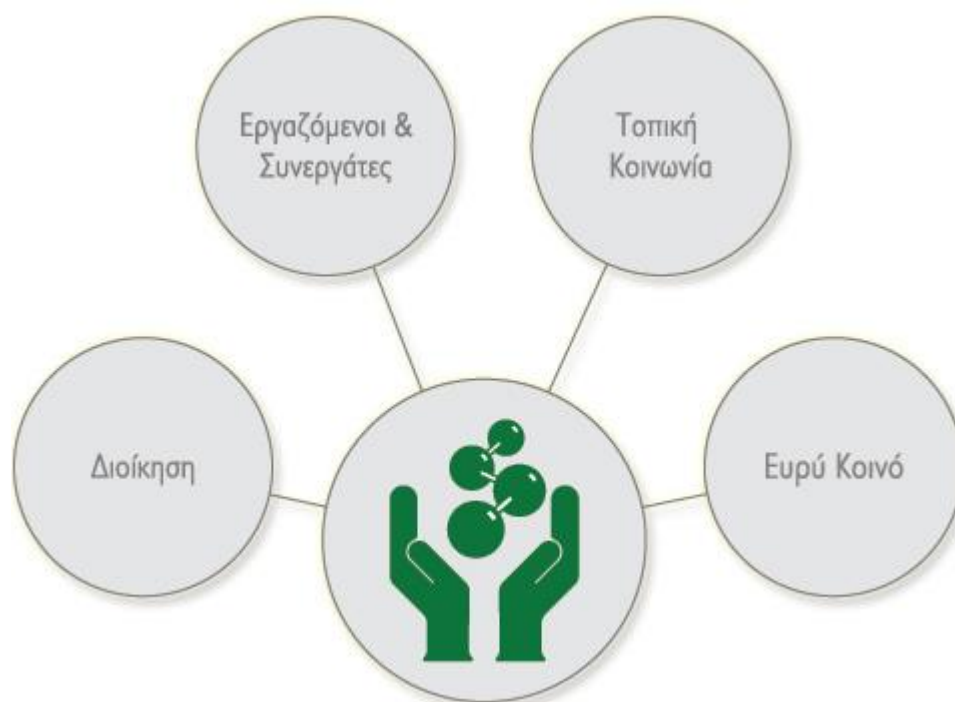 Εργαζόμενοι &
Συνεργάτες
Τοπική
Κοινωνία
Διοίκηση
Ευρύ Κοινό